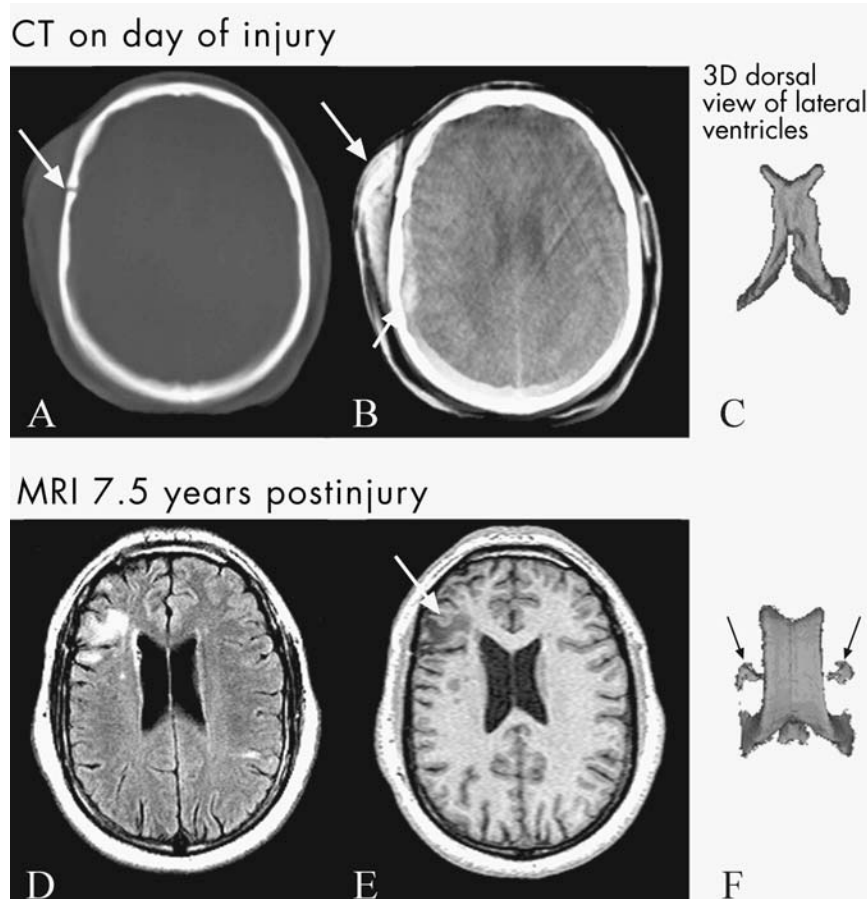 CT on day of injury
3D dorsal
view of lateral
ventricles
A
B
C
MRI 7.5 years postinjury
D
E
F